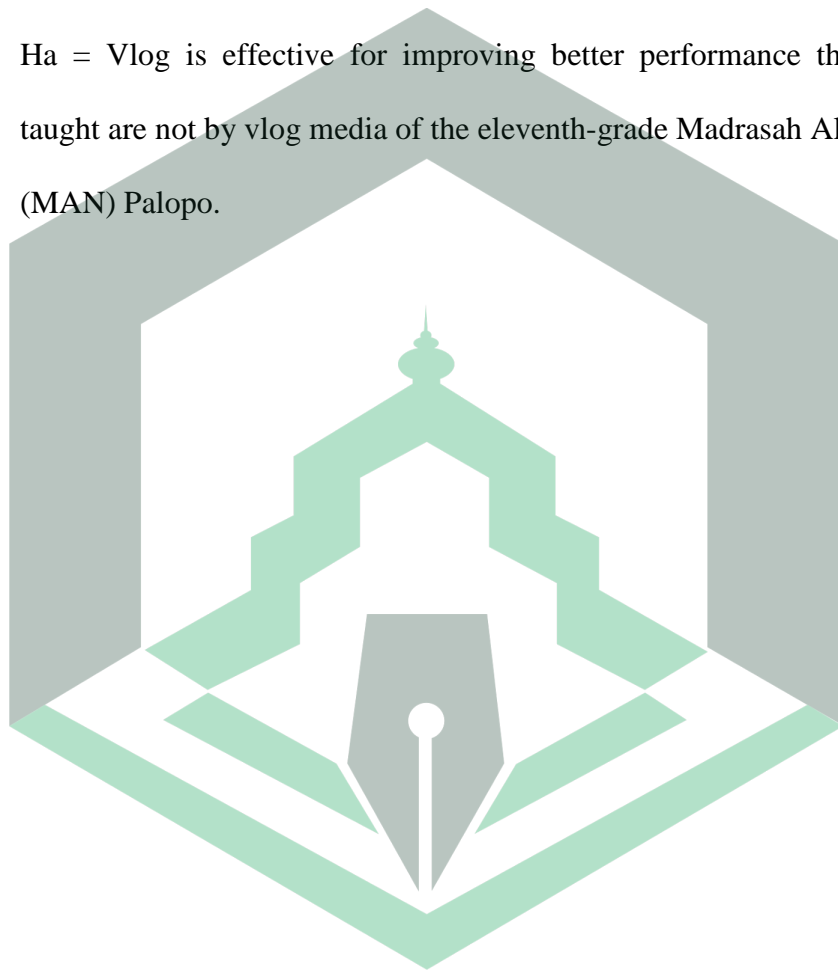 Ha = Vlog is effective for improving better performance th
taught are not by vlog media of the eleventh-grade Madrasah Al
(MAN) Palopo.